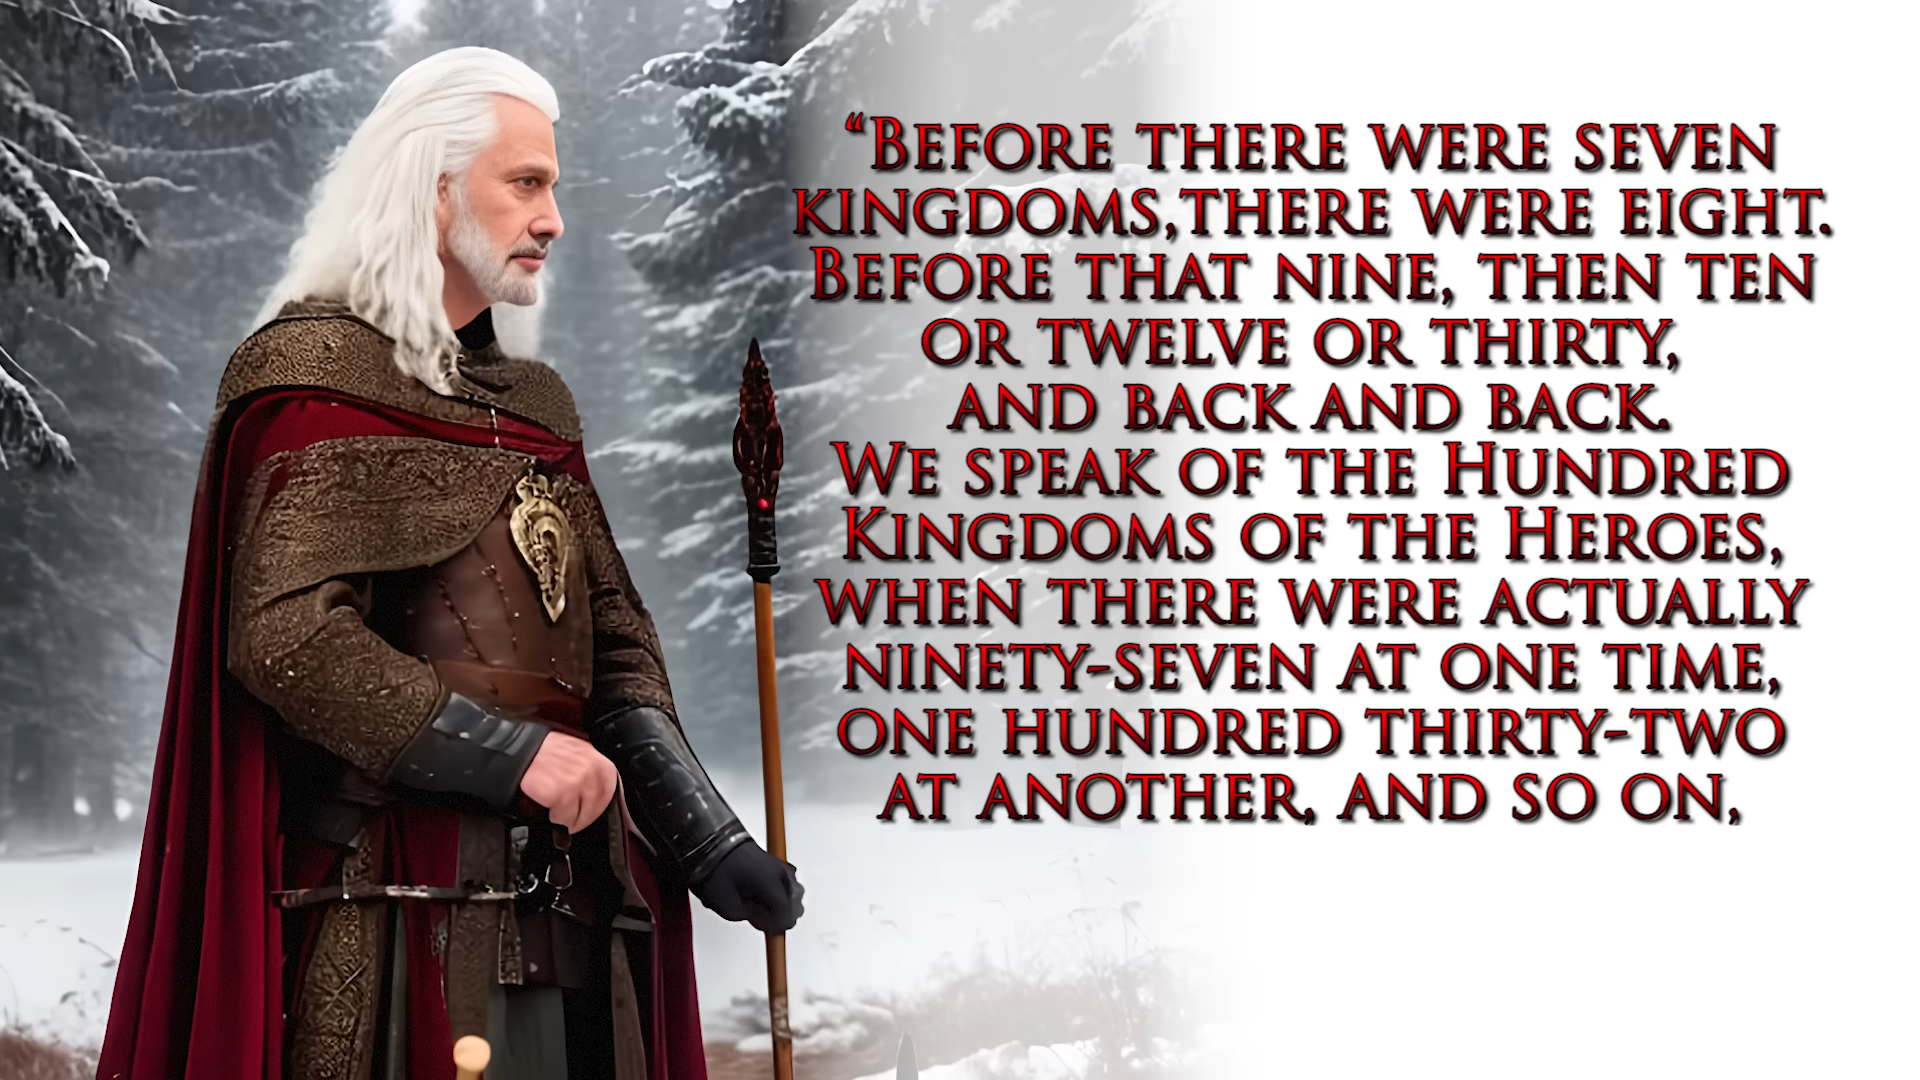 “Before there were seven
kingdoms,there were eight.
Before that nine, then ten
or twelve or thirty,
and back and back.
We speak of the Hundred
Kingdoms of the Heroes,
when there were actually
ninety-seven at one time,
one hundred thirty-two
at another, and so on,